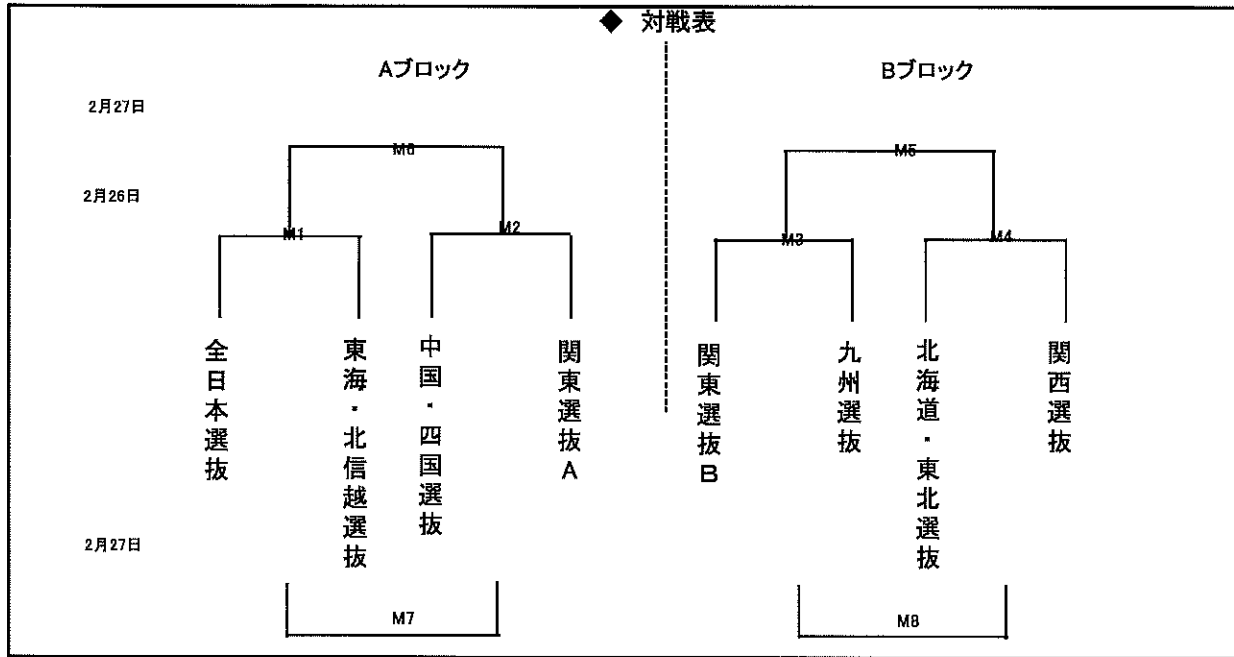 ◆ 対戦表
Aブロック
Bブロック
2月27日
M6
M5
2月26日
M1
M2
M3
M4
全日本選抜
東海・北信越選抜
中国・四国選抜
関東選抜A
関東選抜B
九州選抜
北海道・東北選抜
関西選抜
2月27日
M7
M8